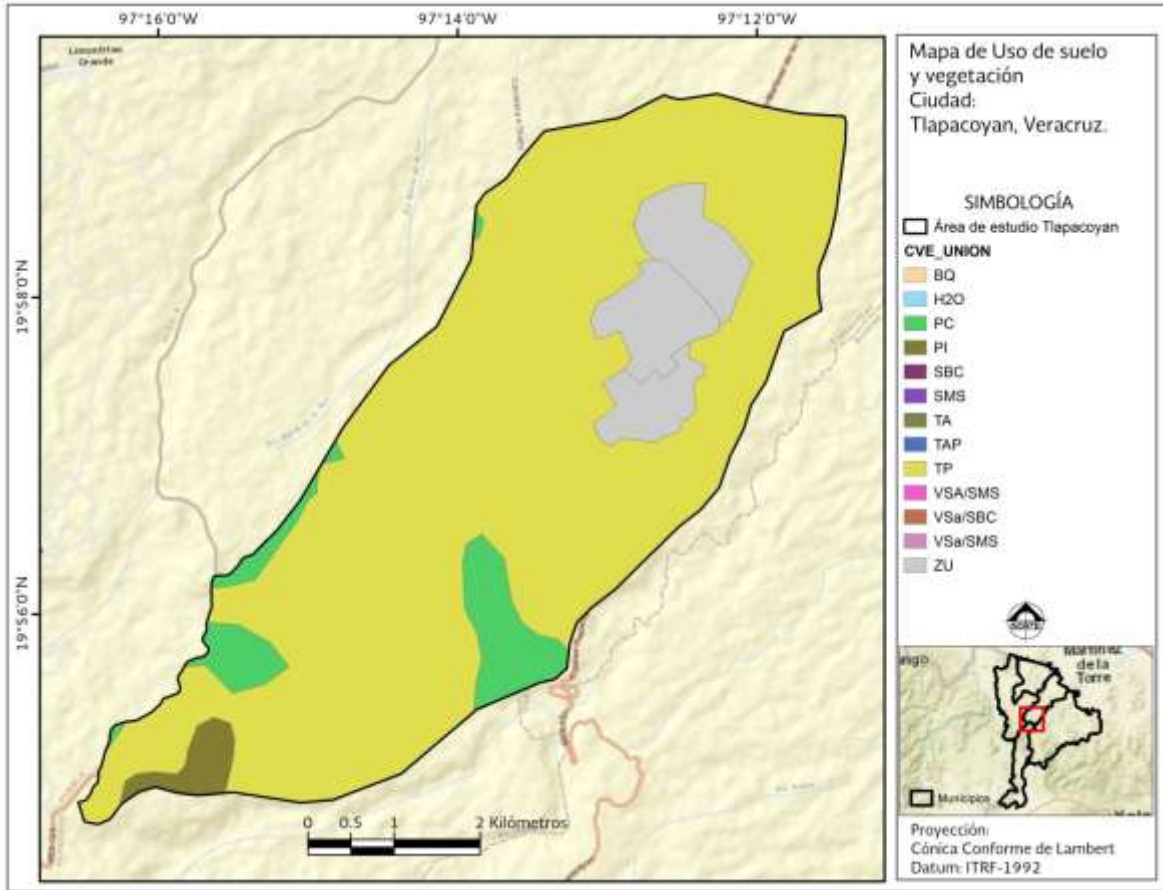 97°16'0"W
97°14'0"W
97°12'0"W
19°58'0"N
19°56'0"N
Grande
0 0.5 1 2 Kilómetros
Mapa de Uso de suelo
y vegetación
Ciudad:
Tlapacoyan, Veracruz.
SIMBOLOGÍA
Área de estudio Tlapacoyan
CVE_UNION
BQ
H2O
PC
PI
SBC
SMS
TA
TAP
TP
VSA/SMS
VSa/SBC
VSa/SMS
ZU
NORTE
Martínez
de la
Torre
Municipios
Proyección:
Cónica Conforme de Lambert
Datum: ITRF-1992